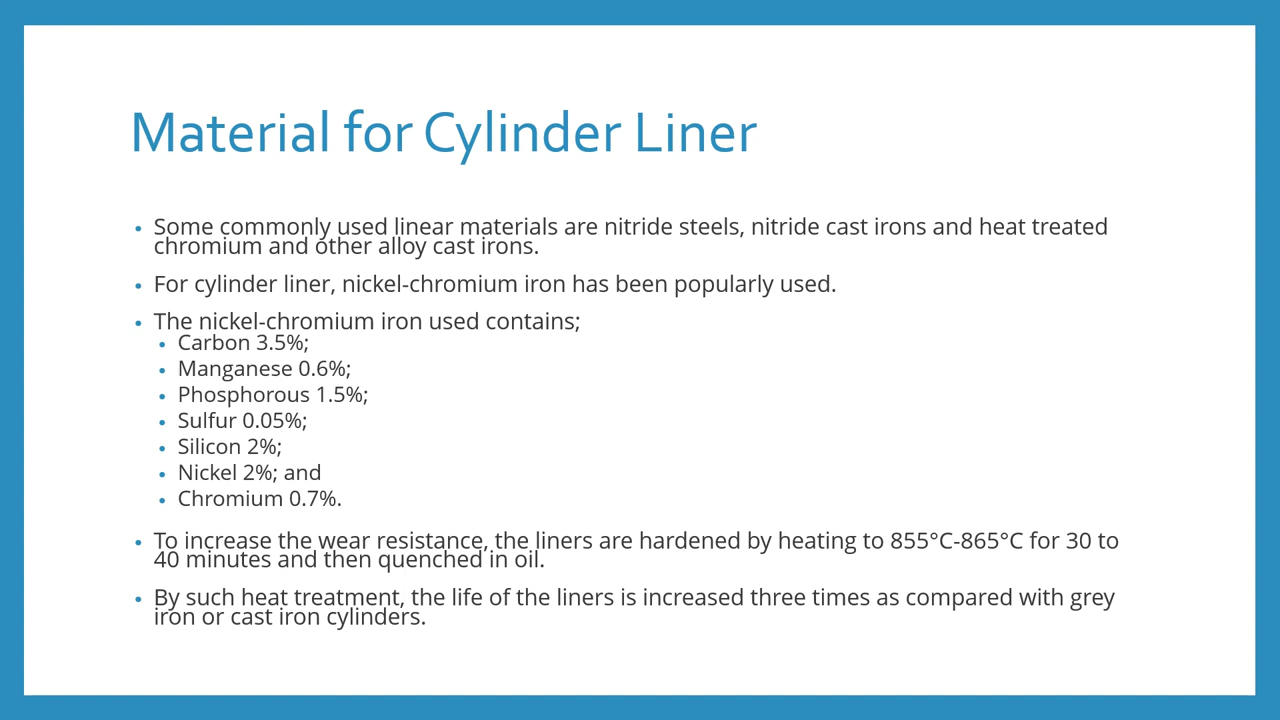 Material for Cylinder Liner
• Some commonly used linear materials are nitride steels, nitride cast irons and heat treated
chromium and other alloy cast irons.
• For cylinder liner, nickel-chromium iron has been popularly used.
• The nickel-chromium iron used contains;
• Carbon 3.5%;
• Manganese 0.6%;
• Phosphorous 1.5%;
• Sulfur 0.05%;
• Silicon 2%;
• Nickel 2%; and
• Chromium 0.7%.
• To increase the wear resistance, the liners are hardened by heating to 855°C-865°C for 30 to
40 minutes and then quenched in oil.
• By such heat treatment, the life of the liners is increased three times as compared with grey
iron or cast iron cylinders.